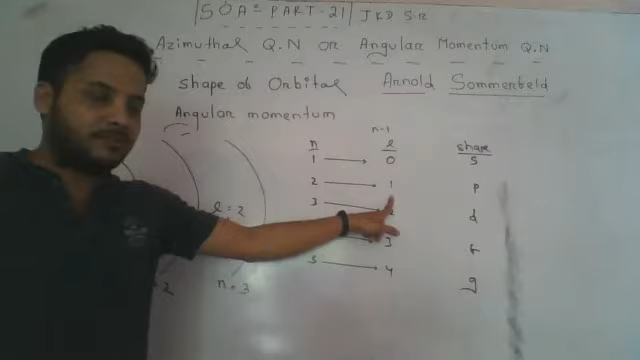 SOA - PART-21 | JKD Sir
Azimuthal Q.N or Angular Momentum Q.N
shape of Orbital Arnold Sommerfeld
Angular momentum
n-1
n l shape
1 → 0 s
2 → 1 p
3 → 2 d
→ 3 f
5 → 4 g
l = 2
= 2 n = 3